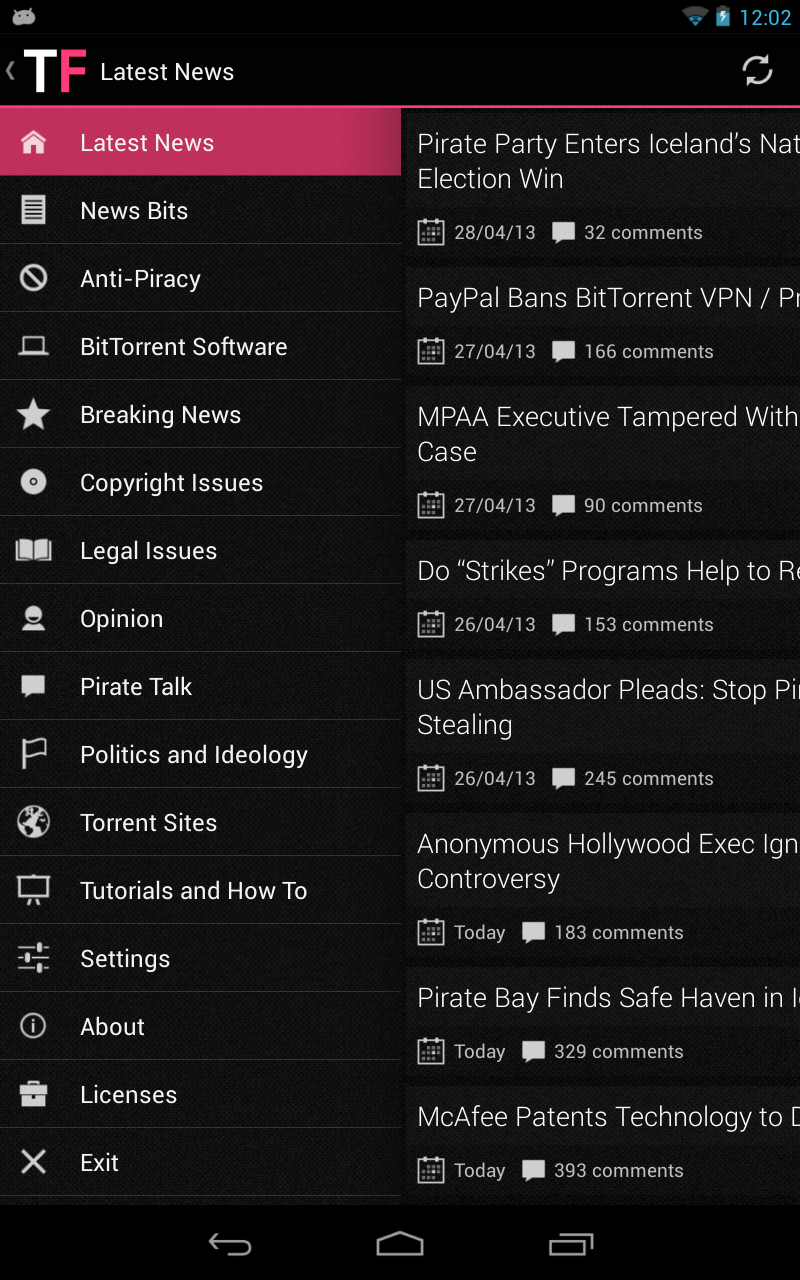 12:02
TF Latest News
Latest News
News Bits
Anti-Piracy
BitTorrent Software
Breaking News
Copyright Issues
Legal Issues
Opinion
Pirate Talk
Politics and Ideology
Torrent Sites
Tutorials and How To
Settings
About
Licenses
Exit
Pirate Party Enters Iceland’s
Election Win
28/04/13 32 comments
PayPal Bans BitTorrent VPN /
27/04/13 166 comments
MPAA Executive Tampered With
Case
27/04/13 90 comments
Do “Strikes” Programs Help to
26/04/13 153 comments
US Ambassador Pleads: Stop
Stealing
26/04/13 245 comments
Anonymous Hollywood Exec
Controversy
Today 183 comments
Pirate Bay Finds Safe Haven in
Today 329 comments
McAfee Patents Technology to
Today 393 comments